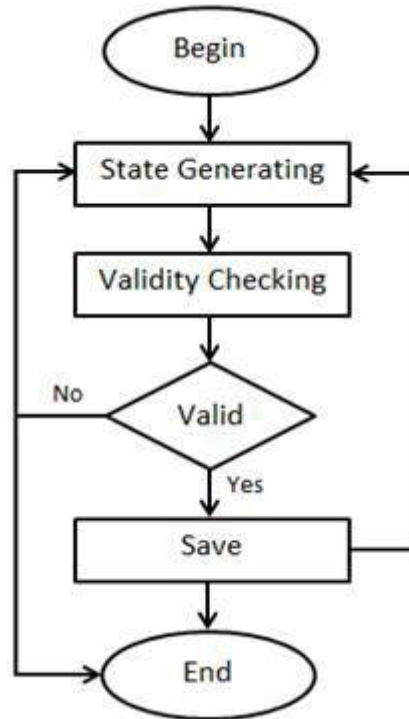 Begin
State Generating
Validity Checking
No
Valid
Yes
Save
End